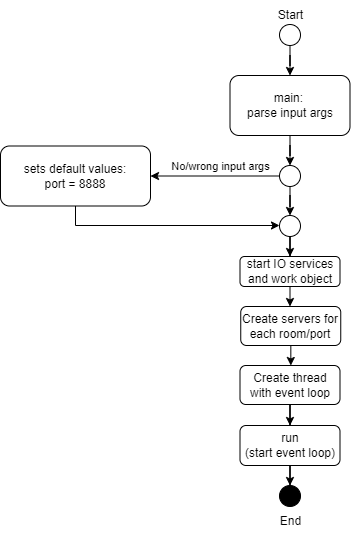 Start
main:
parse input args
No/wrong input args
sets default values:
port = 8888
start IO services
and work object
Create servers for
each room/port
Create thread
with event loop
run
(start event loop)
End